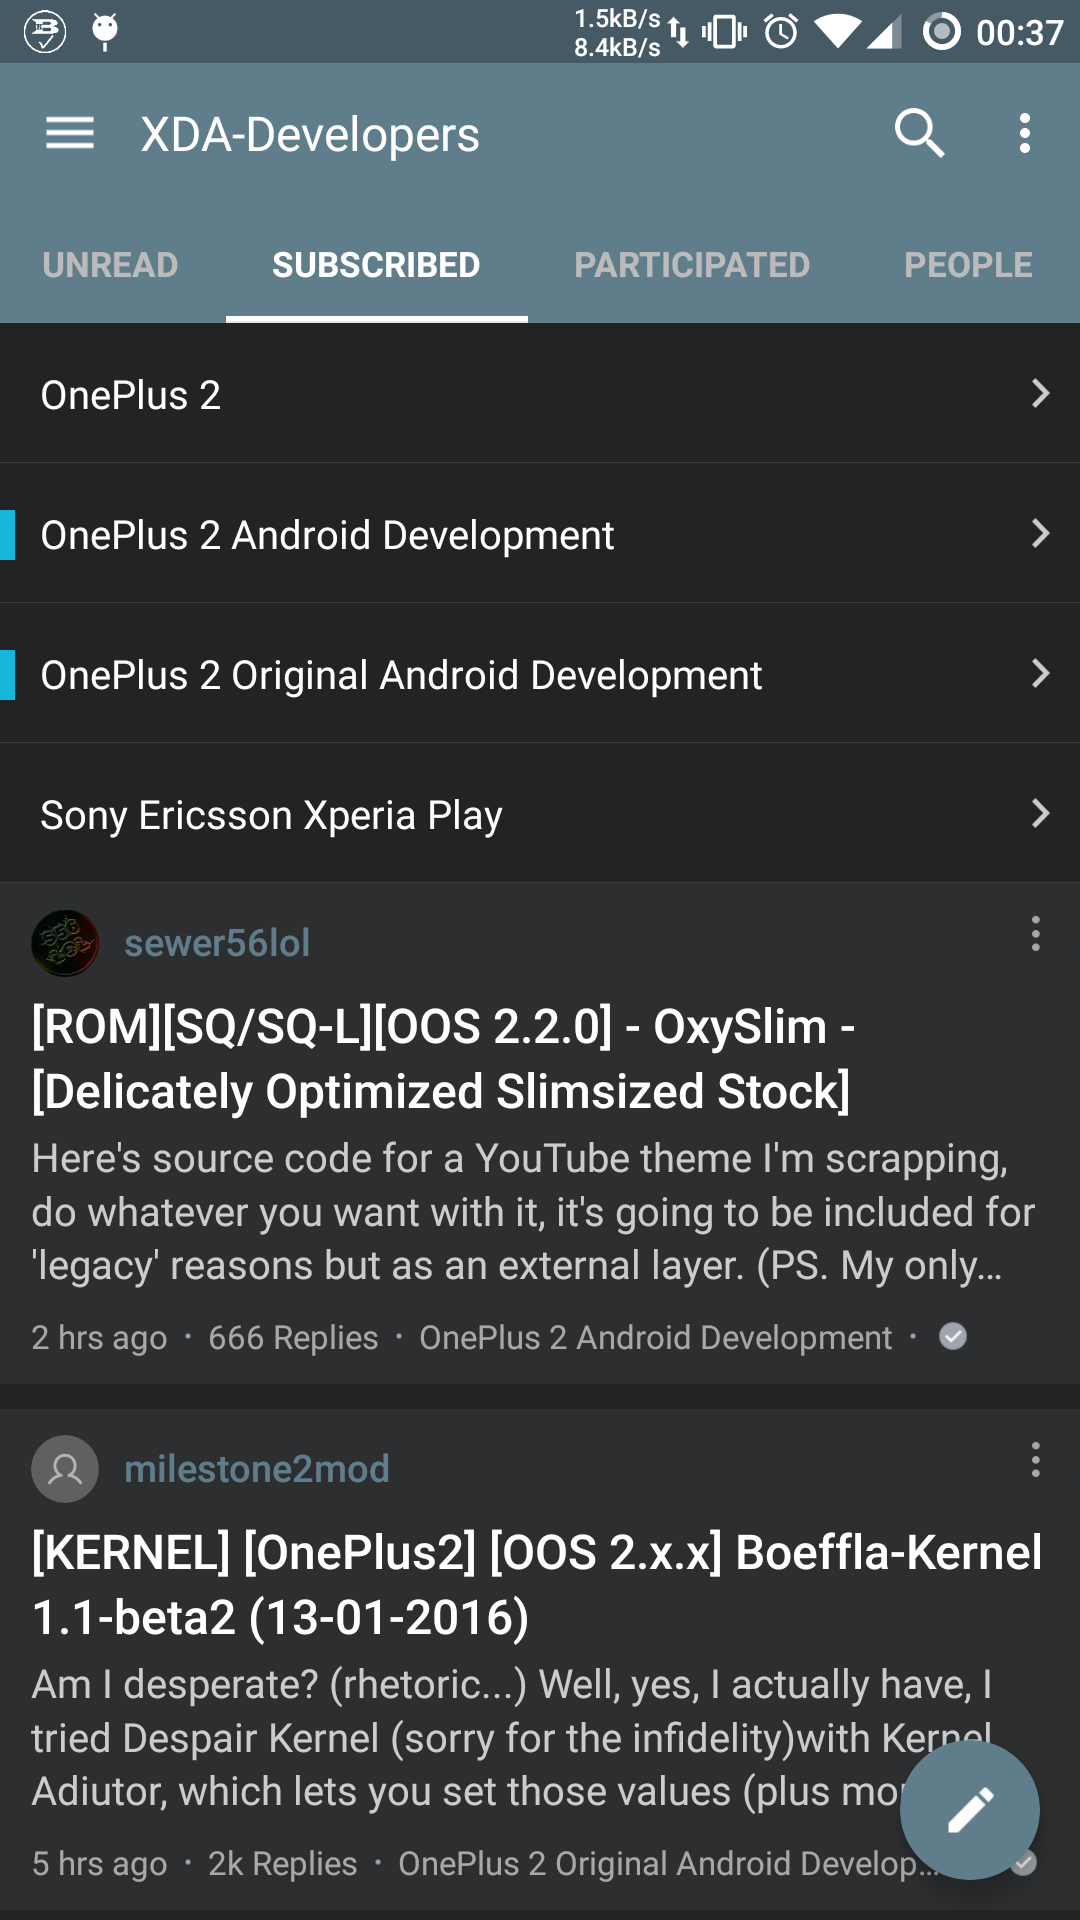 1.5kB/s
8.4kB/s
00:37
XDA-Developers
UNREAD SUBSCRIBED PARTICIPATED PEOPLE
OnePlus 2
OnePlus 2 Android Development
OnePlus 2 Original Android Development
Sony Ericsson Xperia Play
sewer56lol
[ROM][SQ/SQ-L][OOS 2.2.0] - OxySlim -
[Delicately Optimized Slimsized Stock]
Here's source code for a YouTube theme I'm scrapping,
do whatever you want with it, it's going to be included for
'legacy' reasons but as an external layer. (PS. My only...
2 hrs ago · 666 Replies · OnePlus 2 Android Development ·
milestone2mod
[KERNEL] [OnePlus2] [OOS 2.x.x] Boeffla-Kernel
1.1-beta2 (13-01-2016)
Am I desperate? (rhetoric...) Well, yes, I actually have, I
tried Despair Kernel (sorry for the infidelity)with Kernel
Adiutor, which lets you set those values (plus
5 hrs ago · 2k Replies · OnePlus 2 Original Android Develop...